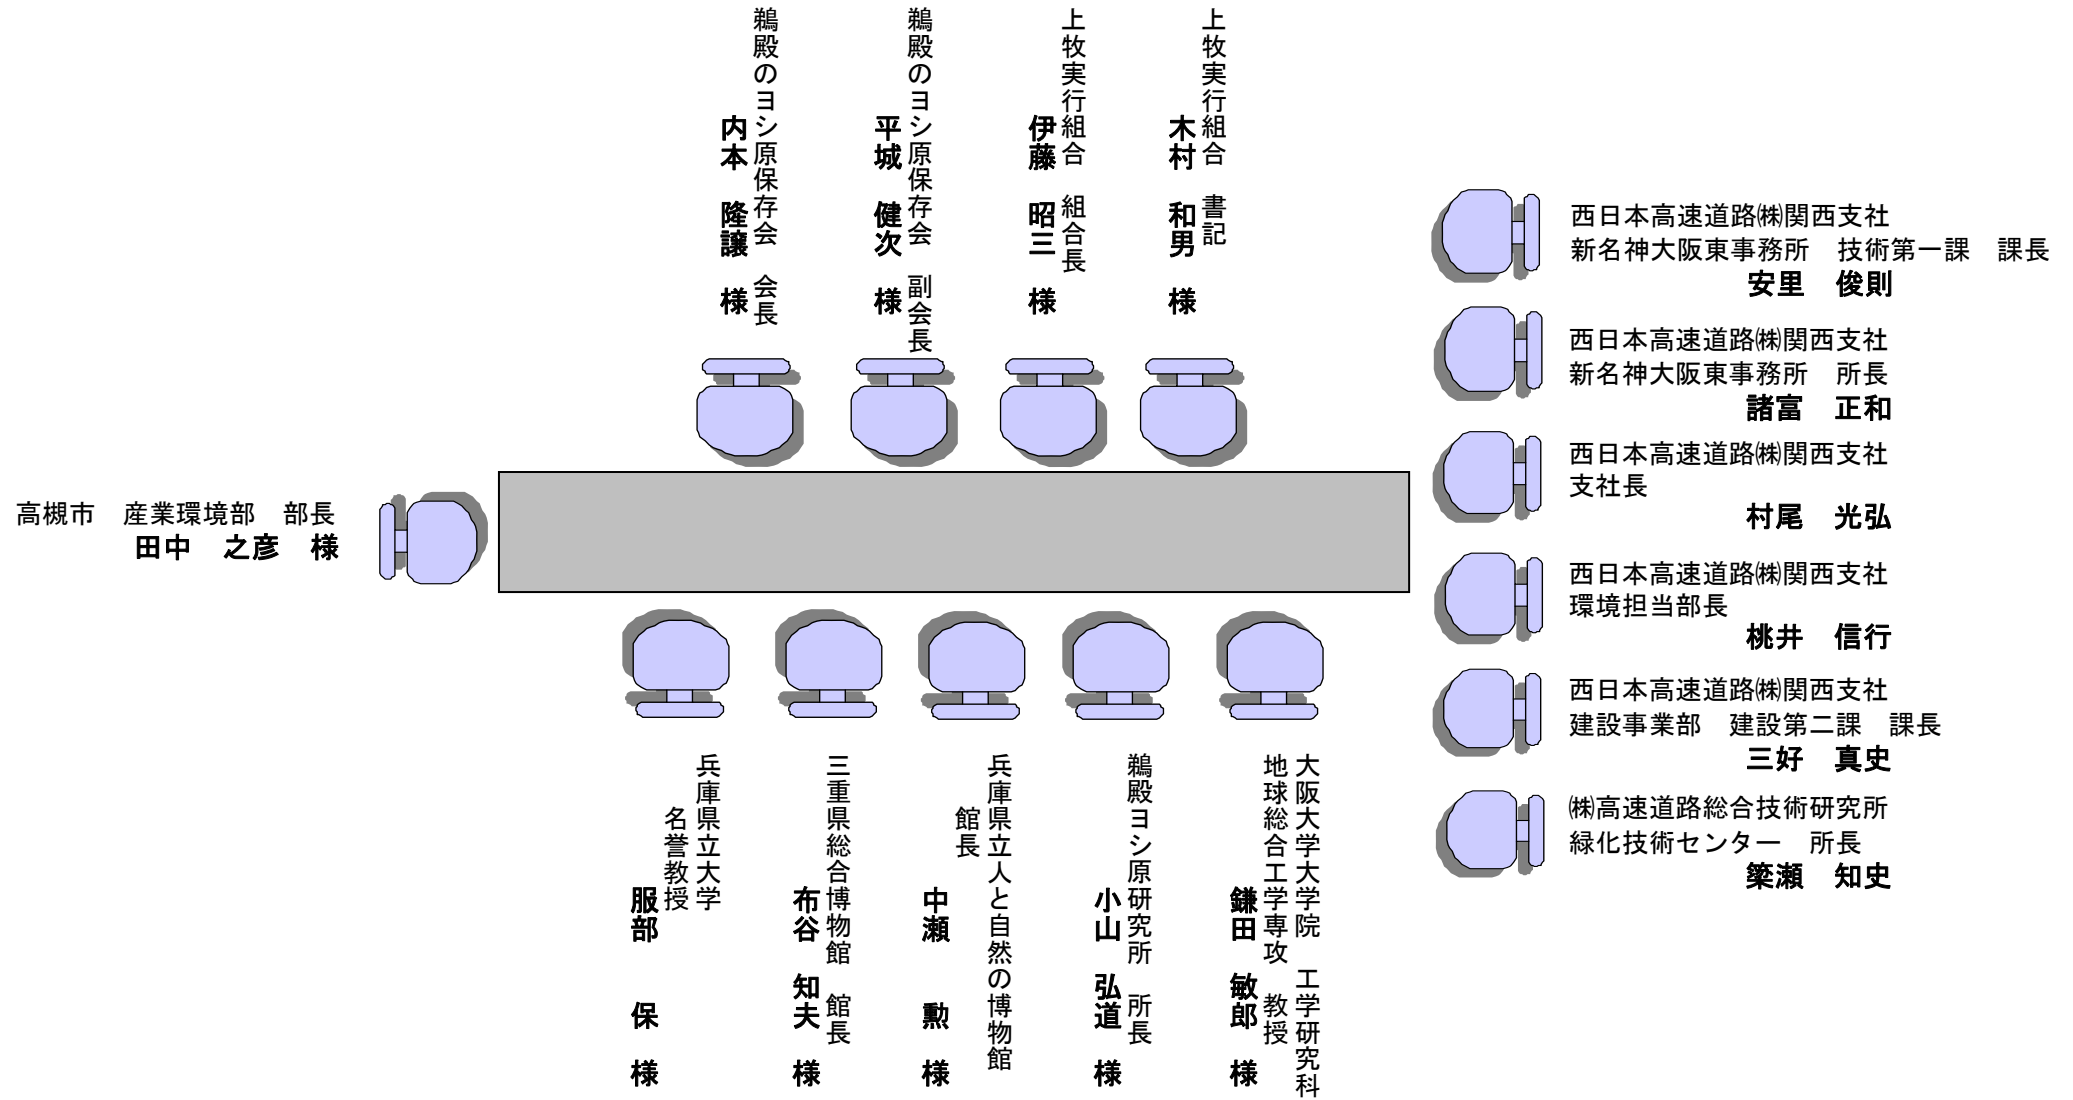 鵜殿のヨシ原保存会　会長
内本　隆譲　様
鵜殿のヨシ原保存会　副会長
平城　健次　様
上牧実行組合　組合長
伊藤　昭三　様
上牧実行組合　書記
木村　和男　様
西日本高速道路㈱関西支社
新名神大阪東事務所　技術第一課　課長
安里　俊則
西日本高速道路㈱関西支社
新名神大阪東事務所　所長
諸富　正和
西日本高速道路㈱関西支社
支社長
村尾　光弘
西日本高速道路㈱関西支社
環境担当部長
桃井　信行
西日本高速道路㈱関西支社
建設事業部　建設第二課　課長
三好　真史
㈱高速道路総合技術研究所
緑化技術センター　所長
簗瀬　知史
高槻市　産業環境部　部長
田中　之彦　様
兵庫県立大学
名誉教授
服部　　保　様
三重県総合博物館　館長
布谷　知夫　様
兵庫県立人と自然の博物館
館長
中瀬　　勲　様
鵜殿ヨシ原研究所　所長
小山　弘道　様
大阪大学大学院　工学研究科
地球総合工学専攻　教授
鎌田　敏郎　様